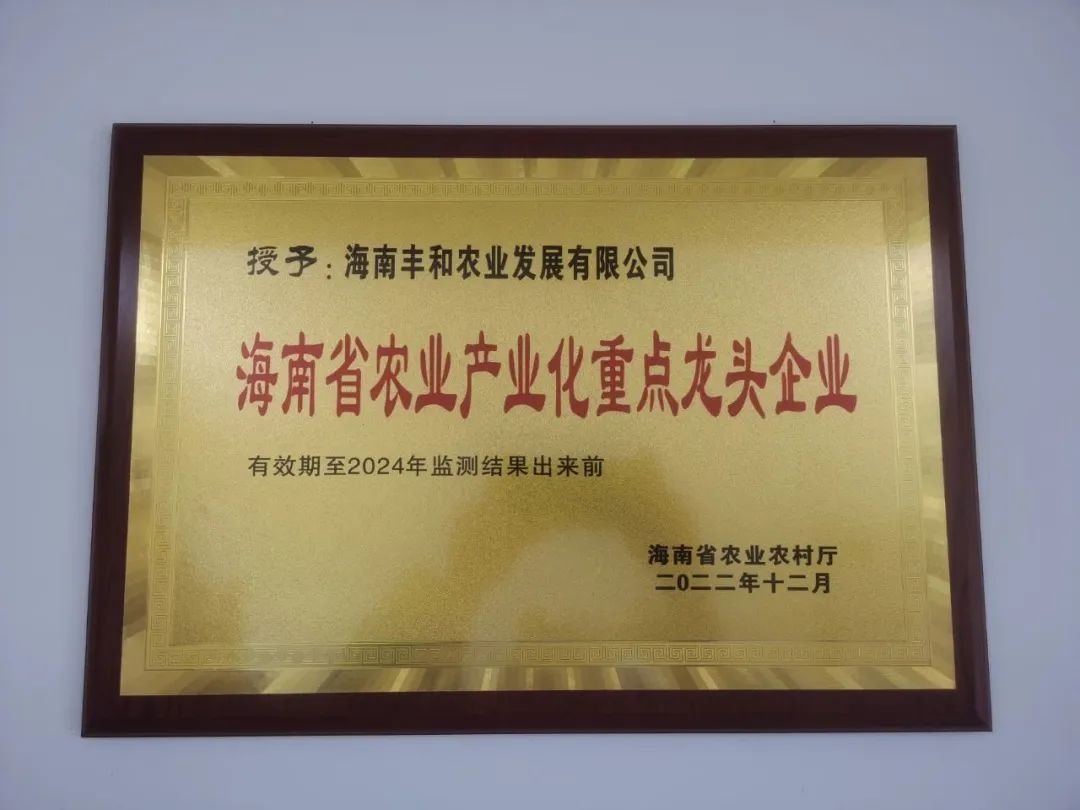 授予：海南丰和农业发展有限公司
海南省农业产业化重点龙头企业
有效期至2024年监测结果出来前
海南省农业农村厅
二0二二年十二月